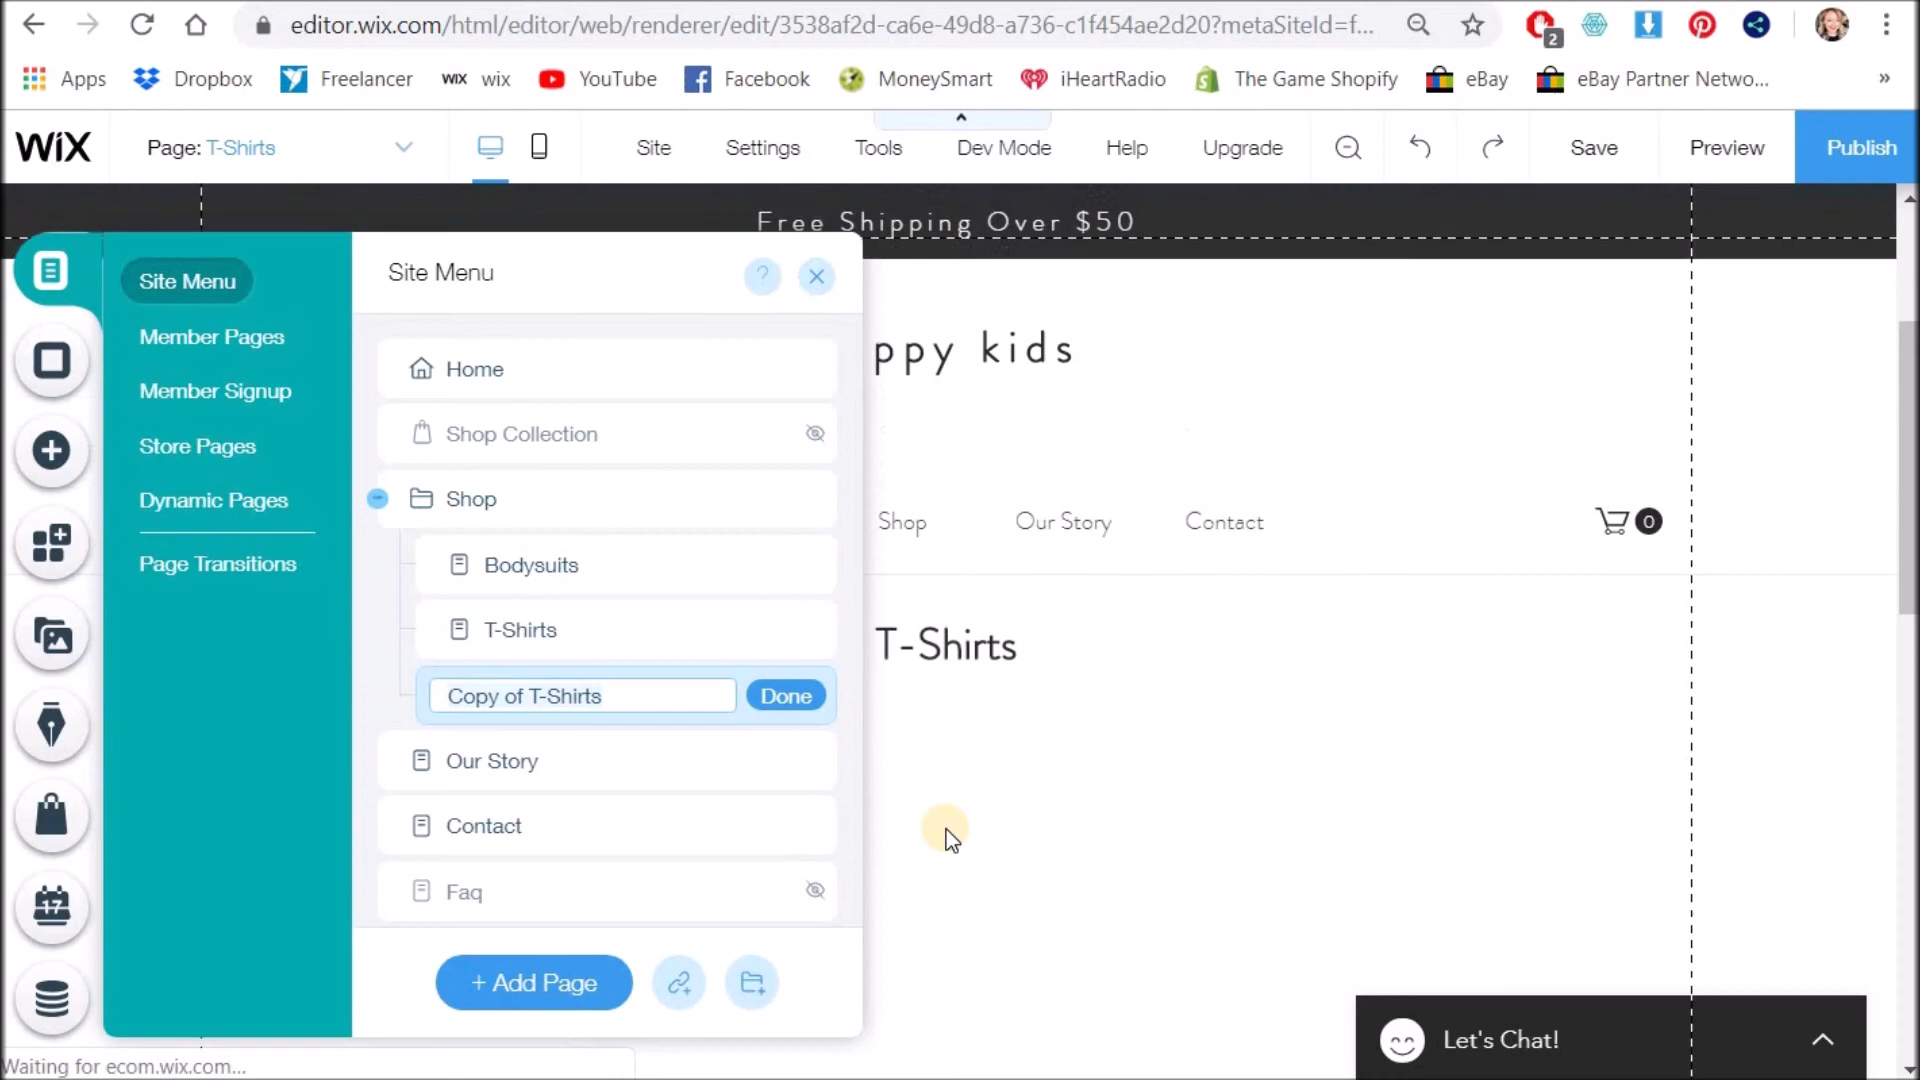 editor.wix.com/html/editor/web/renderer/edit/3538af2d-ca6e-49d8-a736-c1f454ae2d20?metaSiteId=f...
2
Apps
Dropbox
Freelancer
WIX wix
YouTube
Facebook
MoneySmart
iHeartRadio
The Game Shopify
eBay
eBay Partner Netwo...
»
WiX
Page: T-Shirts
Site
Settings
Tools
Dev Mode
Help
Upgrade
Save
Preview
Publish
Free Shipping Over $50
Site Menu
Member Pages
Member Signup
Store Pages
Dynamic Pages
Page Transitions
Site Menu
?
Home
Shop Collection
Shop
Bodysuits
T-Shirts
Copy of T-Shirts
Done
Our Story
Contact
Faq
+ Add Page
ppy kids
Shop
Our Story
Contact
0
T-Shirts
17
Let's Chat!
Waiting for ecom.wix.com...